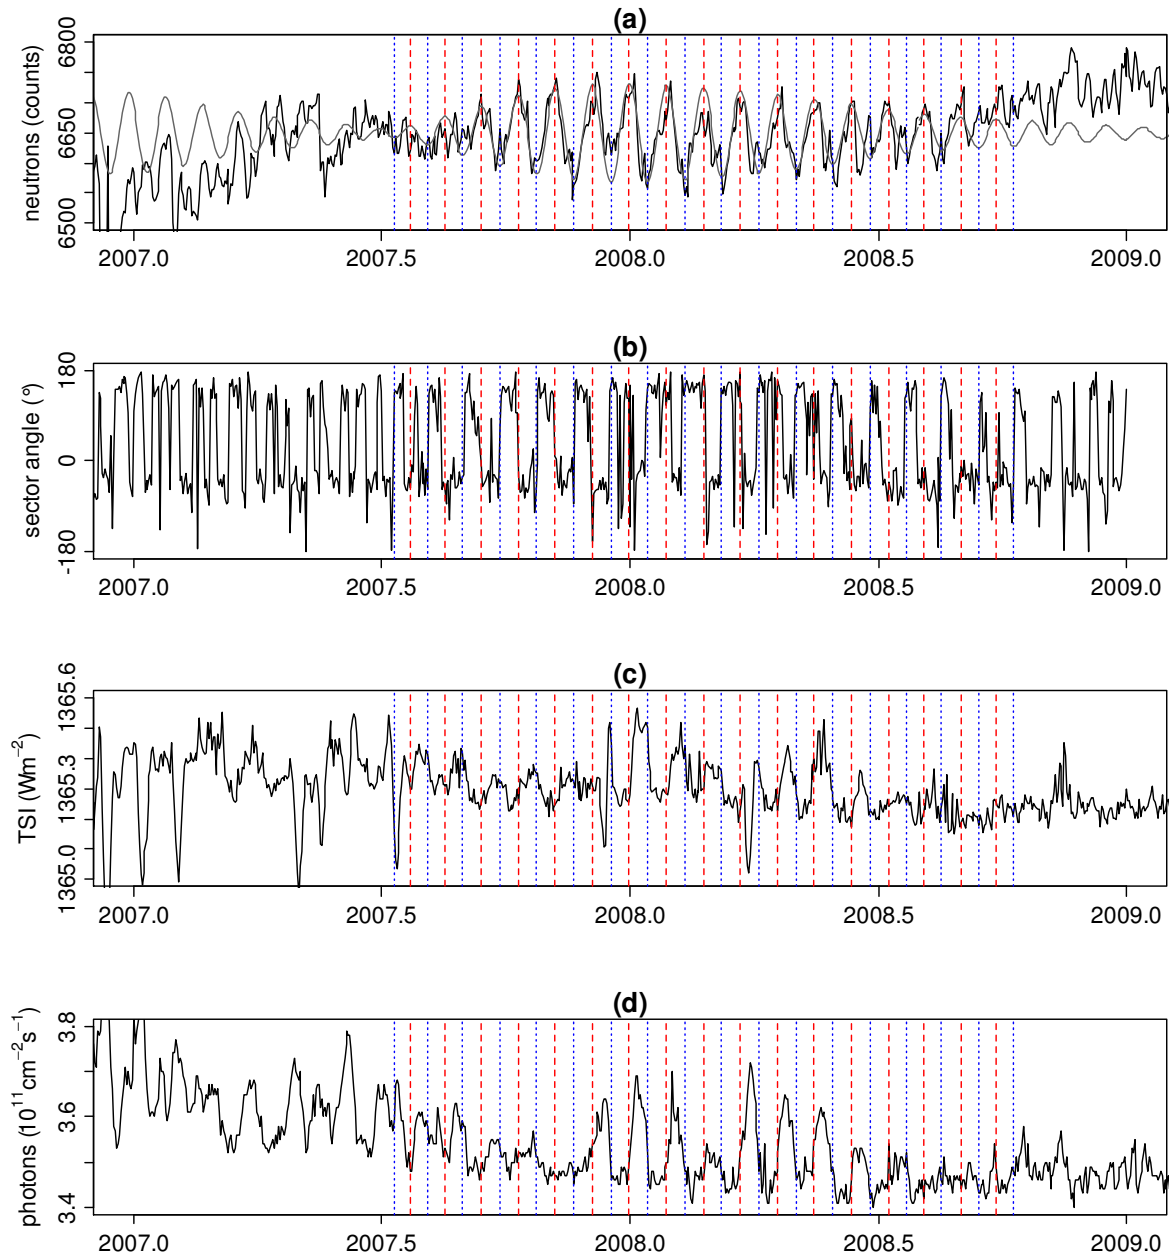 (a)
neutrons (counts)
6500 6650 6800
2007.0 2007.5 2008.0 2008.5 2009.0
(b)
sector angle (°)
-180 0 180
2007.0 2007.5 2008.0 2008.5 2009.0
(c)
TSI (Wm⁻²)
1365.0 1365.3 1365.6
2007.0 2007.5 2008.0 2008.5 2009.0
(d)
photons (10¹¹cm⁻²s⁻¹)
3.4 3.6 3.8
2007.0 2007.5 2008.0 2008.5 2009.0